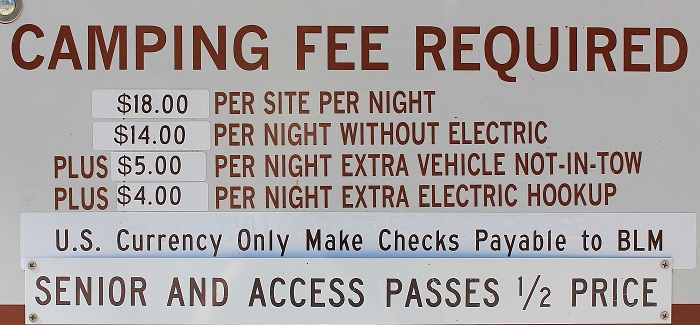 CAMPING FEE REQUIRED
$18.00 PER SITE PER NIGHT
$14.00 PER NIGHT WITHOUT ELECTRIC
PLUS $5.00 PER NIGHT EXTRA VEHICLE NOT-IN-TOW
PLUS $4.00 PER NIGHT EXTRA ELECTRIC HOOKUP
U.S. Currency Only Make Checks Payable to BLM
SENIOR AND ACCESS PASSES 1/2 PRICE